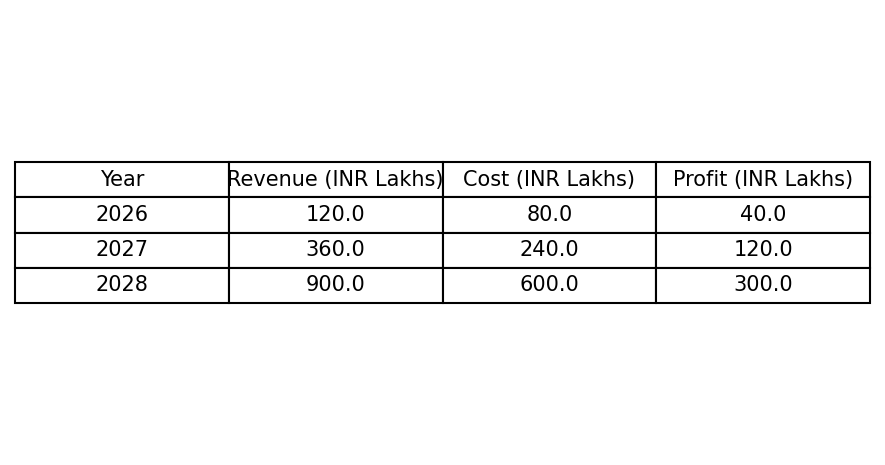 Year Revenue (INR Lakhs) Cost (INR Lakhs) Profit (INR Lakhs)
2026 120.0 80.0 40.0
2027 360.0 240.0 120.0
2028 900.0 600.0 300.0